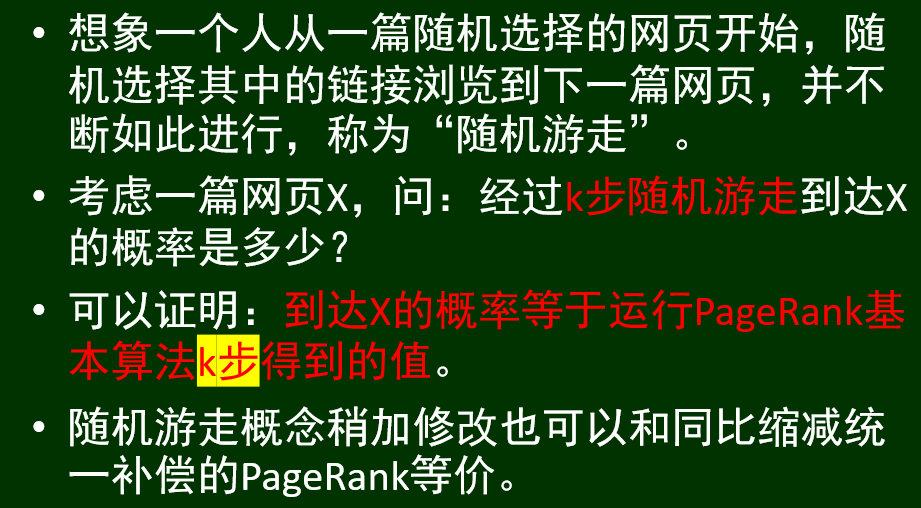 • 想象一个人从一篇随机选择的网页开始，随
机选择其中的链接浏览到下一篇网页，并不
断如此进行，称为“随机游走”。
• 考虑一篇网页X，问：经过k步随机游走到达X
的概率是多少？
• 可以证明：到达X的概率等于运行PageRank基
本算法k步得到的值。
• 随机游走概念稍加修改也可以和同比缩减统
一补偿的PageRank等价。